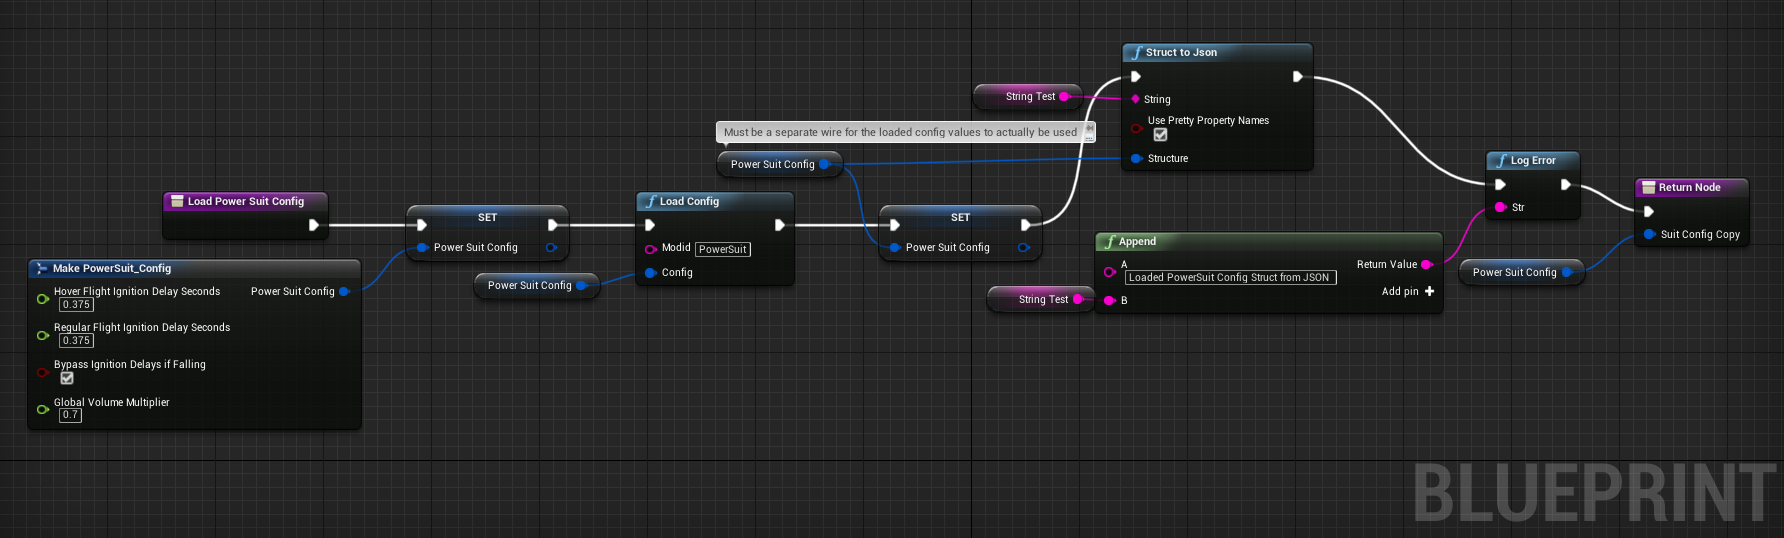 Struct to Json
String Test
String
Use Pretty Property Names
Must be a separate wire for the loaded config values to actually be used
Power Suit Config
Structure
Log Error
Str
Return Node
Suit Config Copy
Load Power Suit Config
SET
Power Suit Config
Load Config
Modid PowerSuit
Config
Power Suit Config
SET
Power Suit Config
Append
A
Loaded PowerSuit Config Struct from JSON
Return Value
Add pin
B
String Test
Power Suit Config
Make PowerSuit_Config
Hover Flight Ignition Delay Seconds
0.375
Power Suit Config
Regular Flight Ignition Delay Seconds
0.375
Bypass Ignition Delays if Falling
Global Volume Multiplier
0.7
BLUEPRINT